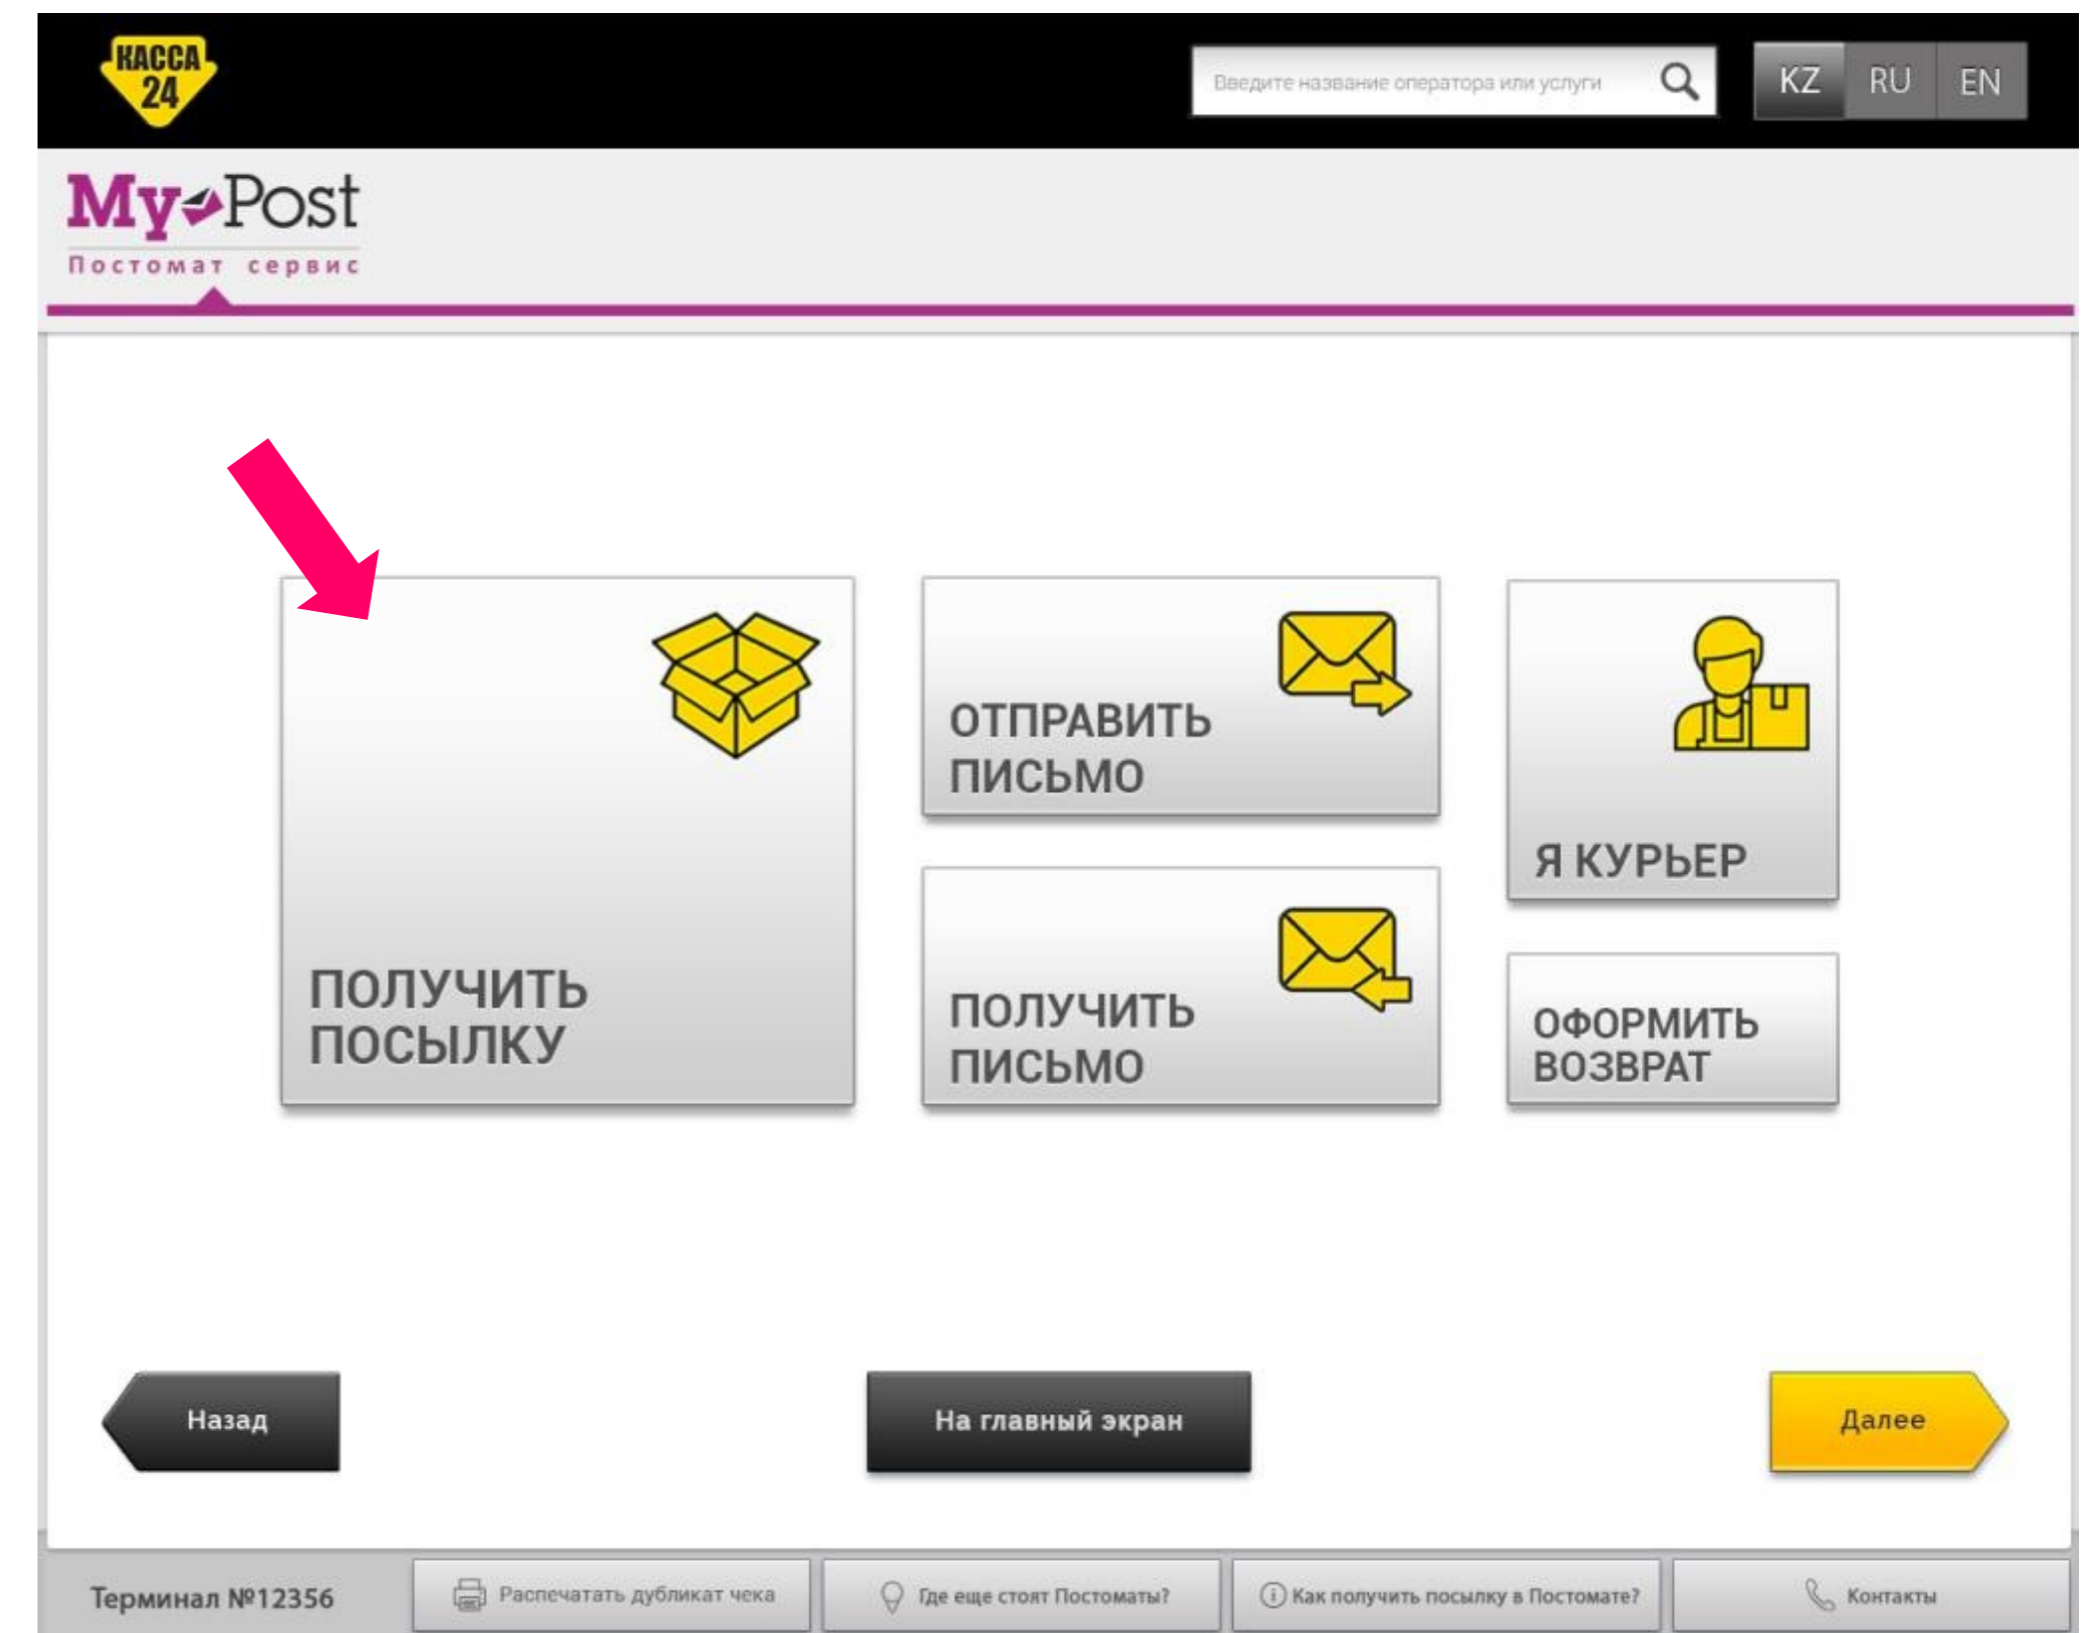 КАССА
24
Введите название оператора или услуги
KZ RU EN
My Post
Постомат сервис
ПОЛУЧИТЬ
ПОСЫЛКУ
ОТПРАВИТЬ
ПИСЬМО
ПОЛУЧИТЬ
ПИСЬМО
Я КУРЬЕР
ОФОРМИТЬ
ВОЗВРАТ
Назад
На главный экран
Далее
Терминал №12356
Распечатать дубликат чека
Где еще стоят Постоматы?
Как получить посылку в Постомате?
Контакты